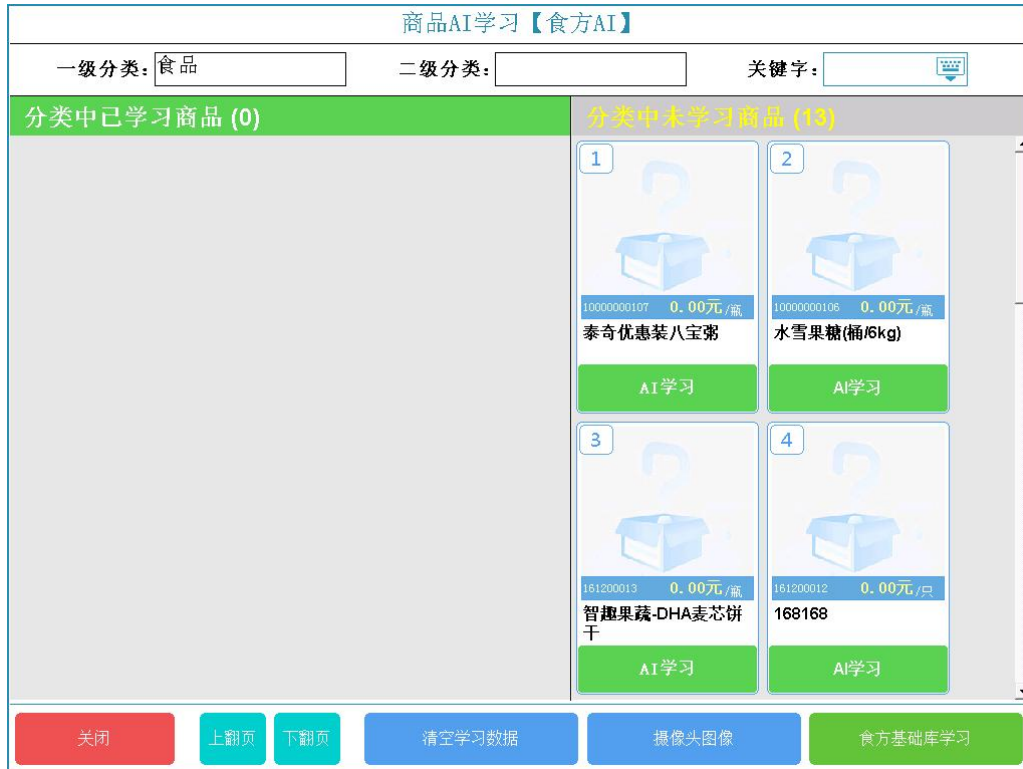 商品AI学习【食方AI】
一级分类：食品
二级分类：
关键字：
分类中已学习商品 (0)
分类中未学习商品 (13)
1
10000000107 0.00元/瓶
泰奇优惠装八宝粥
AI学习
2
10000000106 0.00元/瓶
水雪果糖(桶/6kg)
AI学习
3
161200013 0.00元/瓶
智趣果蔬-DHA麦芯饼
干
AI学习
4
161200012 0.00元/只
168168
AI学习
关闭
上翻页
下翻页
清空学习数据
摄像头图像
食方基础库学习